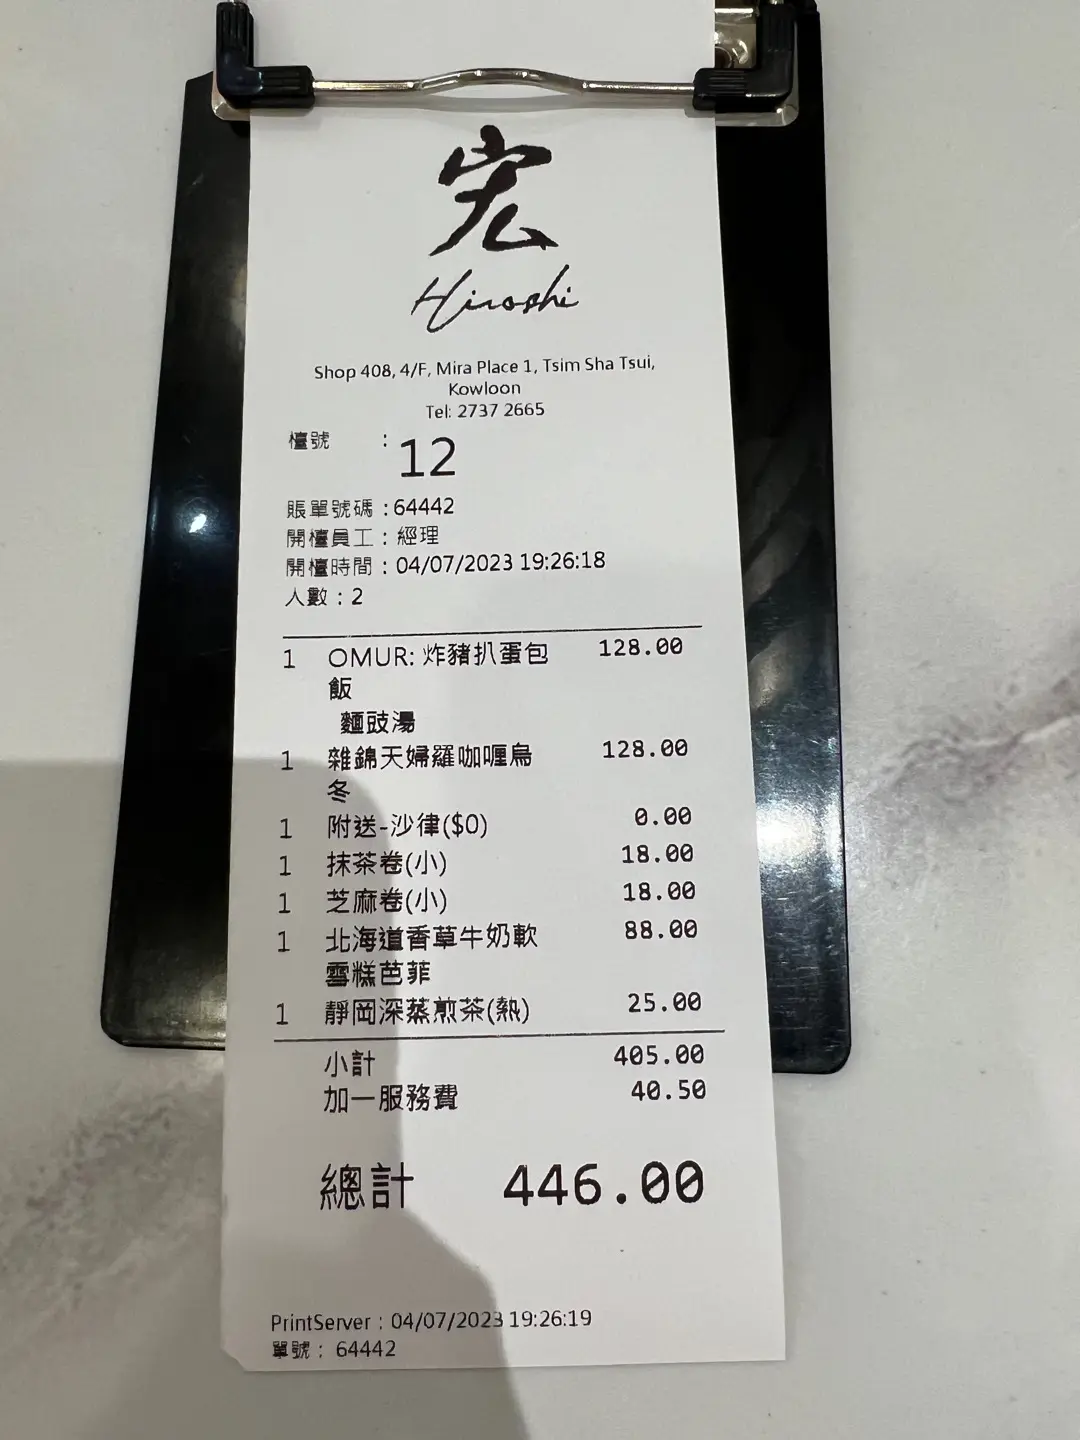 宏
Hiroshi
Shop 408, 4/F, Mira Place 1, Tsim Sha Tsui,
Kowloon
Tel: 2737 2665
檯號 : 12
賬單號碼 : 64442
開檯員工 : 經理
開檯時間 : 04/07/2023 19:26:18
人數 : 2
1 OMUR: 炸豬扒蛋包 128.00
飯
麵豉湯
1 雜錦天婦羅咖喱烏 128.00
冬
1 附送-沙律($0) 0.00
1 抹茶卷(小) 18.00
1 芝麻卷(小) 18.00
1 北海道香草牛奶軟 88.00
雪糕芭菲
1 靜岡深蒸煎茶(熱) 25.00
小計 405.00
加一服務費 40.50
總計 446.00
PrintServer : 04/07/2023 19:26:19
單號 : 64442